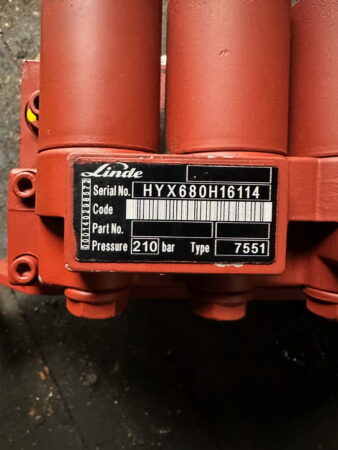 Linde
Serial No. HYX680H16114
Code
Part No.
Pressure 210 bar Type 7551